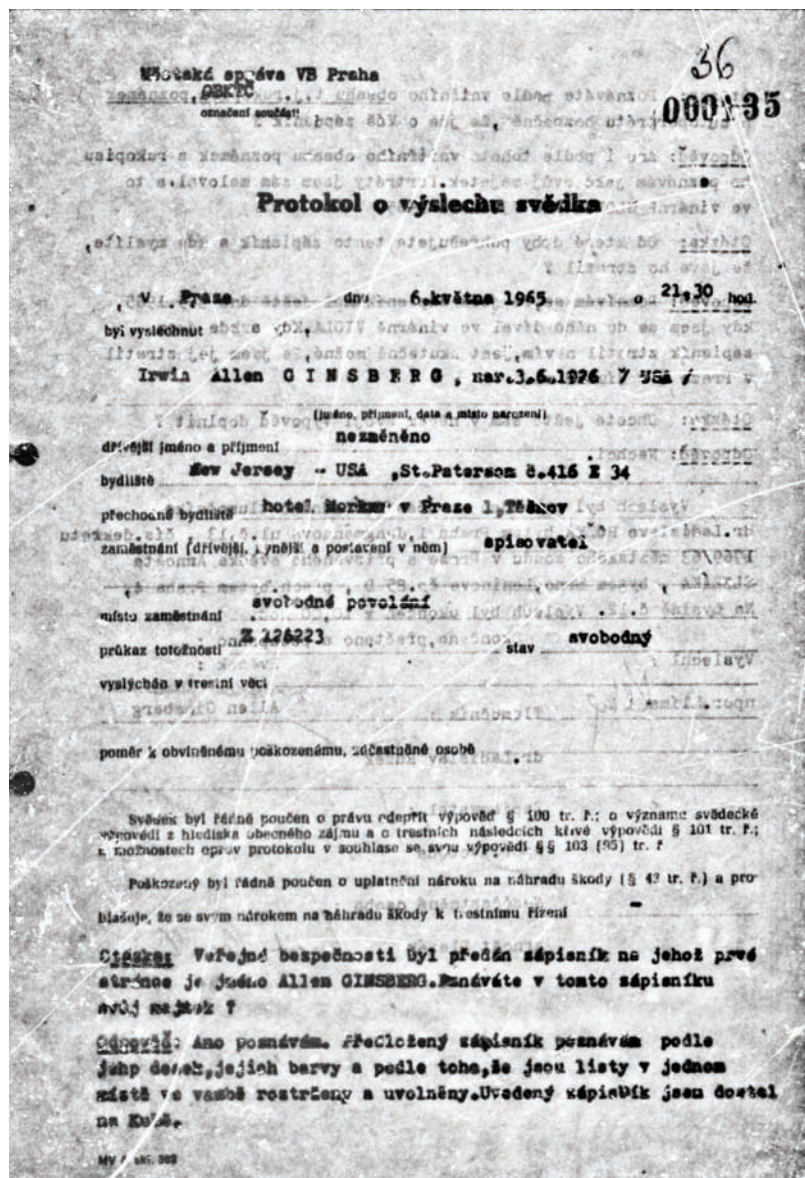 36
Městská správa VB Praha
OBKTČ
označení součásti
000135
Protokol o výslechu svědka
V Praze dne 6.května 1965 o 21,30 hod.
byl vyslechnut
Irwin Allen GINSBERG, nar.3.6.1926 / USA /
(jméno, příjmení, data a místo narození)
dřívější jméno a příjmení nezměněno
bydliště New Jersey - USA ,St.Paterson č.416 E 34
přechodné bydliště hotel v Praze 1,
zaměstnání (dřívější, nynější a postavení v něm) spisovatel
místo zaměstnání svobodné povolání
průkaz totožnosti Z 126223 stav svobodný
vyslýchán v trestní věci
poměr k obviněnému poškozenému, zúčastněné osobě
Svědek byl řádně poučen o právu odepřít výpověď § 100 tr. ř.; o významu svědecké
výpovědi z hlediska obecného zájmu a o trestních následcích křivé výpovědi § 101 tr. ř.;
o možnostech oprav protokolu v souhlase se svou výpovědí §§ 103 (95) tr. ř
Poškozený byl řádně poučen o uplatnění nároku na náhradu škody (§ 43 tr. ř.) a pro-
hlašuje, že se svým nárokem na náhradu škody k trestnímu řízení -
Otázka: Veřejné bezpečnosti byl předán zápisník na jehož prvé
stránce je jméno Allen GINSBERG.Poznáváte v tomto zápisníku
svůj majtek ?
Odpověď: Ano poznávám. Předložený zápisník poznávám podle
jehp desek,jejich barvy a podle toho,že jsou listy v jednom
místě ve vazbě roztrženy a uvolněny.Uvedený zápisník jsem dostal
na Kubě.
MV 303